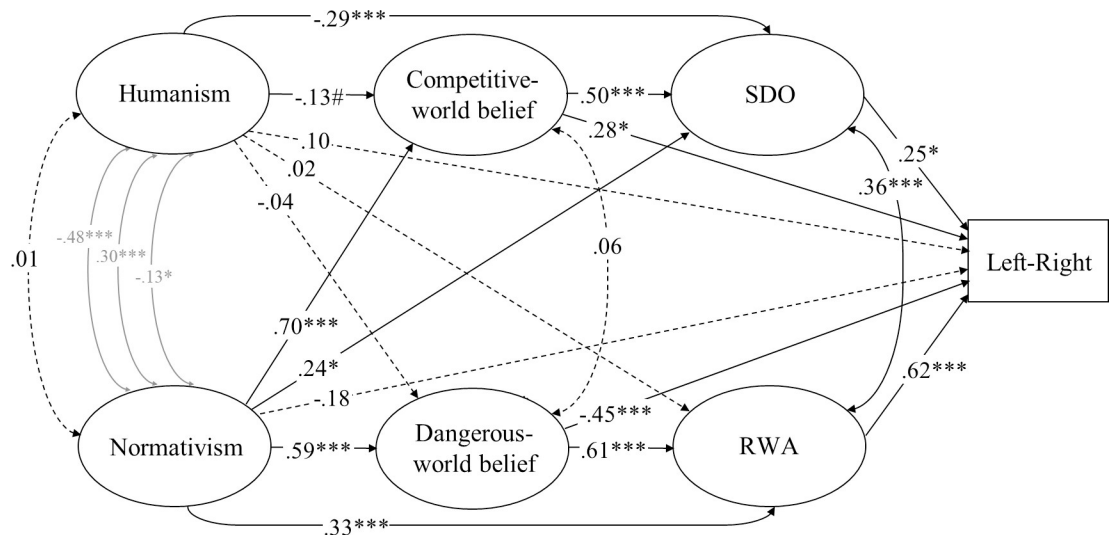 -.29***
Humanism
-.13#
Competitive-
world belief
.50***
SDO
.28*
.10
.25*
.02
.36***
-.04
-.48***
.01
.30***
.06
-.13*
Left-Right
.70***
.24*
.62***
-.18
-.45***
Normativism
.59***
Dangerous-
world belief
.61***
RWA
.33***